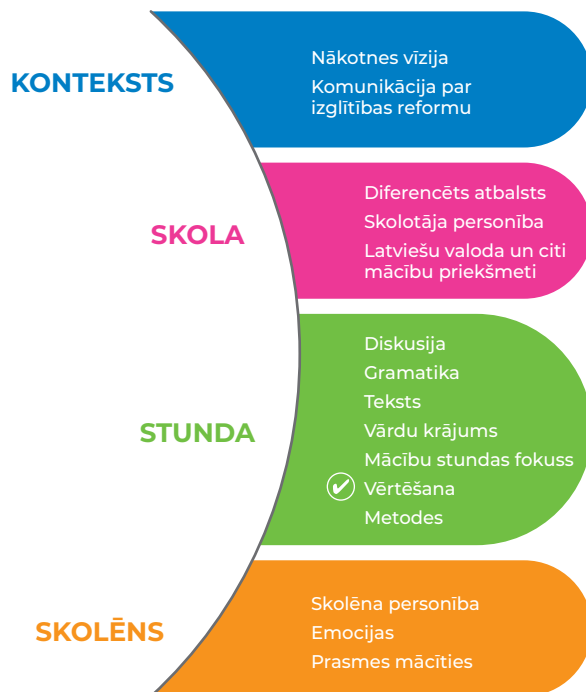 KONTEKSTS
Nākotnes vīzija
Komunikācija par
izglītības reformu
SKOLA
Diferencēts atbalsts
Skolotāja personība
Latviešu valoda un citi
mācību priekšmeti
STUNDA
Diskusija
Gramatika
Teksts
Vārdu krājums
Mācību stundas fokuss
Vērtēšana
Metodes
SKOLĒNS
Skolēna personība
Emocijas
Prasmes mācīties